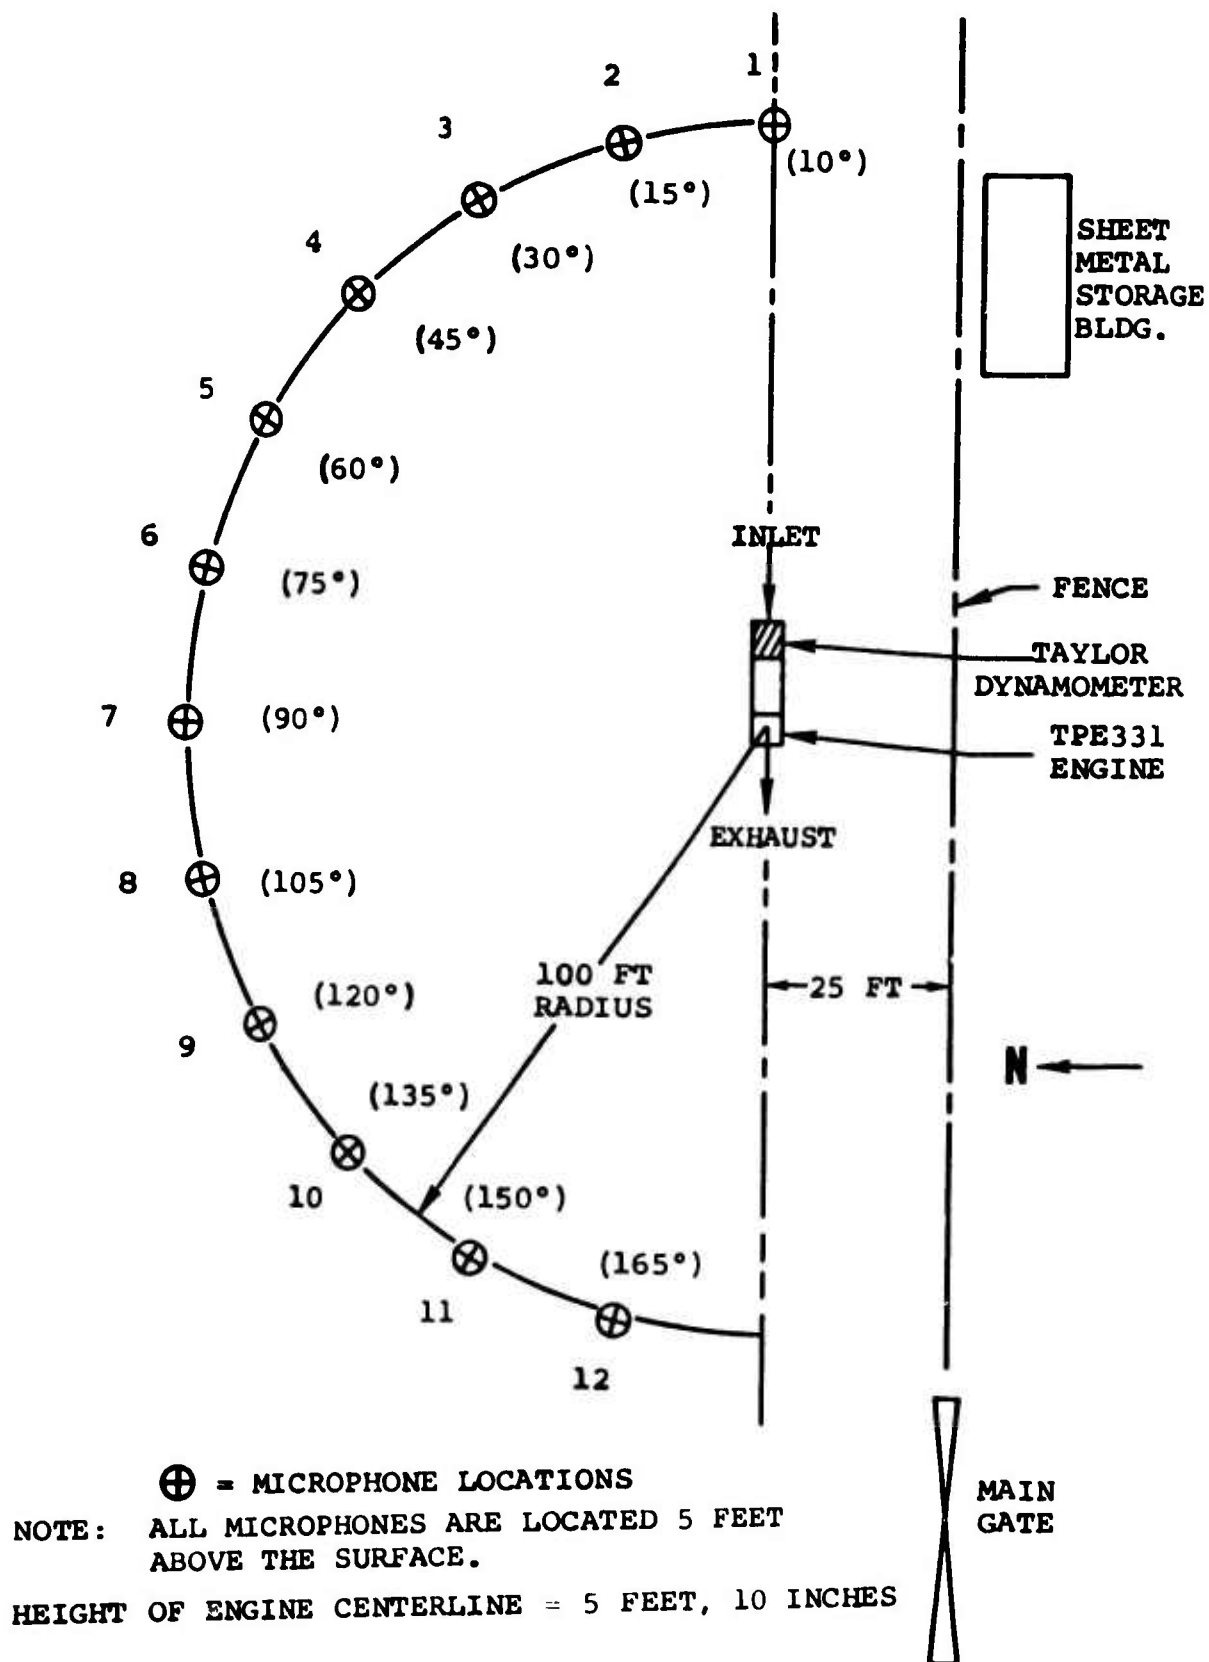 1
2
3
(10°)
(15°)
4
(30°)
SHEET
METAL
STORAGE
BLDG.
(45°)
5
(60°)
6
INLET
(75°)
FENCE
TAYLOR
DYNAMOMETER
7
(90°)
TPE331
ENGINE
EXHAUST
8
(105°)
100 FT
RADIUS
25 FT
(120°)
9
N
(135°)
10
(150°)
(165°)
11
12
= MICROPHONE LOCATIONS
NOTE: ALL MICROPHONES ARE LOCATED 5 FEET
ABOVE THE SURFACE.
MAIN
GATE
HEIGHT OF ENGINE CENTERLINE = 5 FEET, 10 INCHES